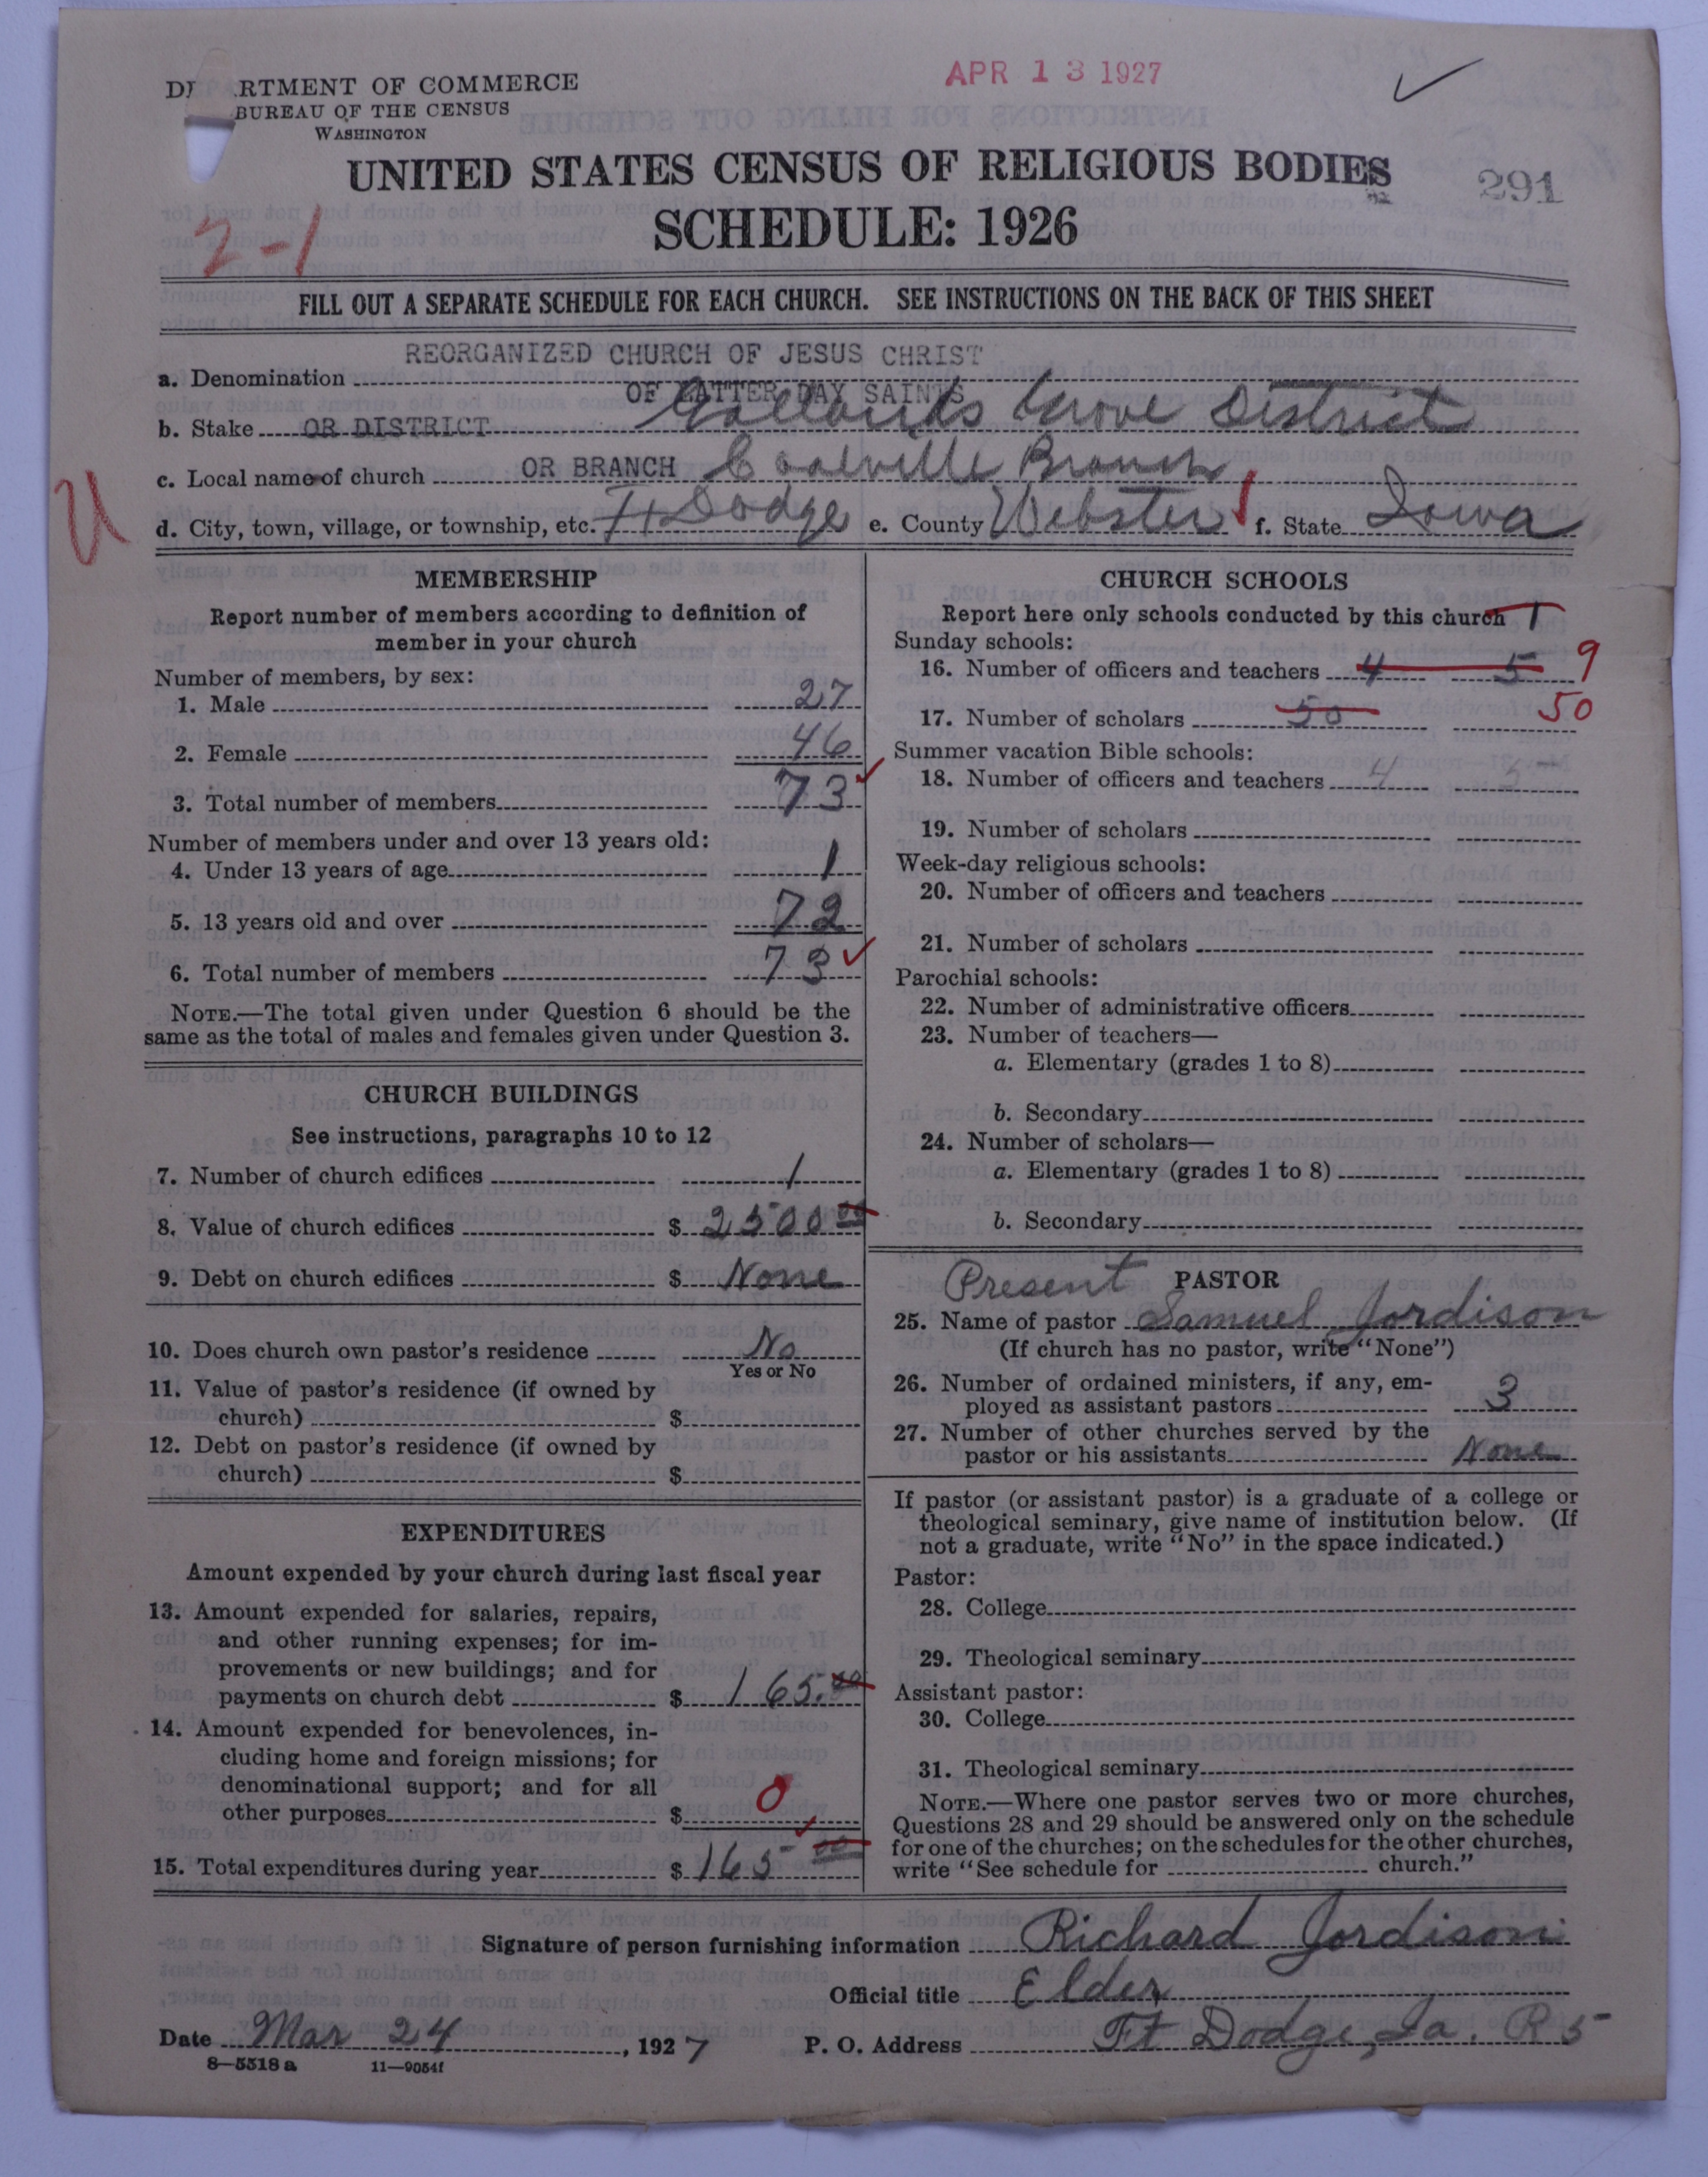 DE RTMENT OF COMMERCE
BUREAU OF THE CENSUS
WASHINGTON
APR 13 1927
UNITED STATES CENSUS OF RELIGIOUS BODIES
291
SCHEDULE: 1926
2-1
FILL OUT A SEPARATE SCHEDULE FOR EACH CHURCH. SEE INSTRUCTIONS ON THE BACK OF THIS SHEET
REORGANIZED CHURCH OF JESUS CHRIST
a. Denomination
OF LATTER DAY SAINTS
b. Stake OR DISTRICT Gallands Grove District
c. Local name of church OR BRANCH Coalville Branch
U
d. City, town, village, or township, etc. Ft Dodge e. County Webster f. State Iowa
MEMBERSHIP
Report number of members according to definition of
member in your church
Number of members, by sex:
1. Male 27
2. Female 46
3. Total number of members 73
Number of members under and over 13 years old:
4. Under 13 years of age 1
5. 13 years old and over 72
6. Total number of members 73
NOTE.—The total given under Question 6 should be the
same as the total of males and females given under Question 3.
CHURCH BUILDINGS
See instructions, paragraphs 10 to 12
7. Number of church edifices 1
8. Value of church edifices $ 2500 00
9. Debt on church edifices $ None
10. Does church own pastor's residence No
Yes or No
11. Value of pastor's residence (if owned by
church) $
12. Debt on pastor's residence (if owned by
church) $
EXPENDITURES
Amount expended by your church during last fiscal year
13. Amount expended for salaries, repairs,
and other running expenses; for im-
provements or new buildings; and for
payments on church debt $ 165.00
14. Amount expended for benevolences, in-
cluding home and foreign missions; for
denominational support; and for all
other purposes $ 0
15. Total expenditures during year $ 165 00
CHURCH SCHOOLS
Report here only schools conducted by this church 1
Sunday schools:
16. Number of officers and teachers 4 5 9
17. Number of scholars 50 50
Summer vacation Bible schools:
18. Number of officers and teachers 4 5
19. Number of scholars
Week-day religious schools:
20. Number of officers and teachers
21. Number of scholars
Parochial schools:
22. Number of administrative officers
23. Number of teachers—
a. Elementary (grades 1 to 8)
b. Secondary
24. Number of scholars—
a. Elementary (grades 1 to 8)
b. Secondary
Present PASTOR
25. Name of pastor Samuel Jordison
(If church has no pastor, write "None")
26. Number of ordained ministers, if any, em-
ployed as assistant pastors 3
27. Number of other churches served by the
pastor or his assistants None
If pastor (or assistant pastor) is a graduate of a college or
theological seminary, give name of institution below. (If
not a graduate, write "No" in the space indicated.)
Pastor:
28. College
29. Theological seminary
Assistant pastor:
30. College
31. Theological seminary
NOTE.—Where one pastor serves two or more churches,
Questions 28 and 29 should be answered only on the schedule
for one of the churches; on the schedules for the other churches,
write "See schedule for church."
Signature of person furnishing information Richard Jordison
Official title Elder
Date Mar 24, 1927 P. O. Address Ft Dodge, Ia. R 5
8—5518 a 11—9054f